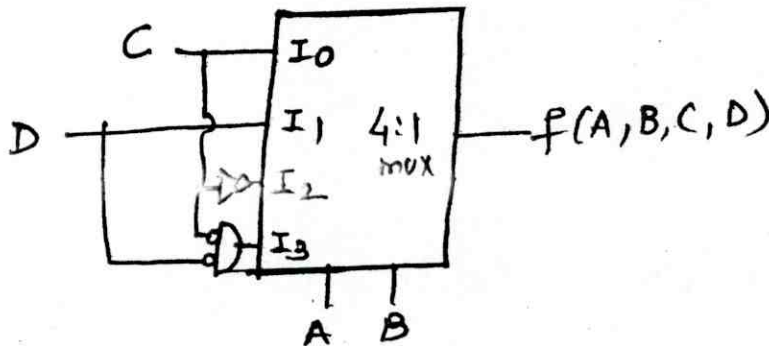 C
I0
D
I1
4:1
mux
f(A, B, C, D)
I2
I3
A B